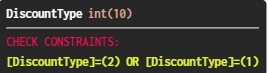 DiscountType int(10)
CHECK CONSTRAINTS:
[DiscountType]=(2) OR [DiscountType]=(1)